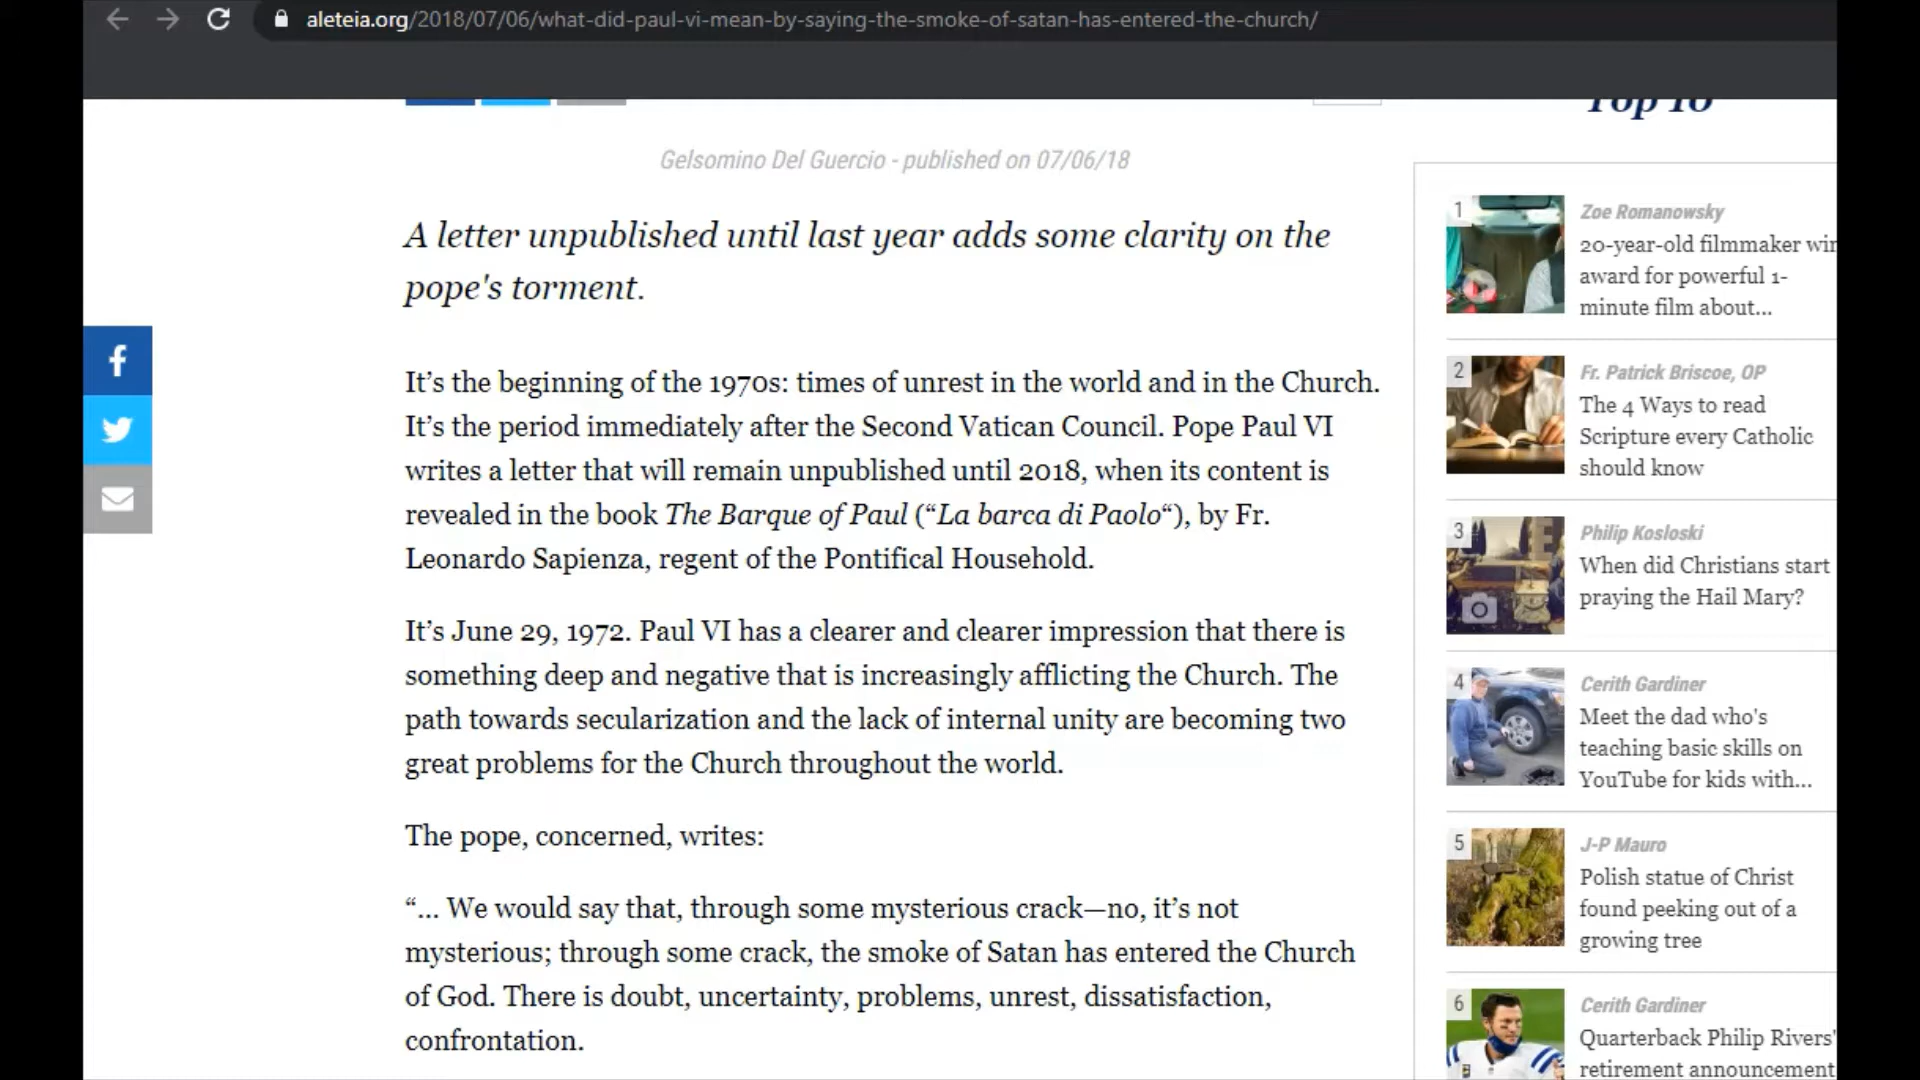 aleteia.org/2018/07/06/what-did-paul-vi-mean-by-saying-the-smoke-of-satan-has-entered-the-church/
Top 10
Gelsomino Del Guercio - published on 07/06/18
A letter unpublished until last year adds some clarity on the
pope's torment.
It’s the beginning of the 1970s: times of unrest in the world and in the Church.
It’s the period immediately after the Second Vatican Council. Pope Paul VI
writes a letter that will remain unpublished until 2018, when its content is
revealed in the book The Barque of Paul (“La barca di Paolo“), by Fr.
Leonardo Sapienza, regent of the Pontifical Household.
It’s June 29, 1972. Paul VI has a clearer and clearer impression that there is
something deep and negative that is increasingly afflicting the Church. The
path towards secularization and the lack of internal unity are becoming two
great problems for the Church throughout the world.
The pope, concerned, writes:
“... We would say that, through some mysterious crack—no, it’s not
mysterious; through some crack, the smoke of Satan has entered the Church
of God. There is doubt, uncertainty, problems, unrest, dissatisfaction,
confrontation.
1
Zoe Romanowsky
20-year-old filmmaker win
award for powerful 1-
minute film about...
2
Fr. Patrick Briscoe, OP
The 4 Ways to read
Scripture every Catholic
should know
3
Philip Kosloski
When did Christians start
praying the Hail Mary?
4
Cerith Gardiner
Meet the dad who's
teaching basic skills on
YouTube for kids with...
5
J-P Mauro
Polish statue of Christ
found peeking out of a
growing tree
6
Cerith Gardiner
Quarterback Philip Rivers'
retirement announcement